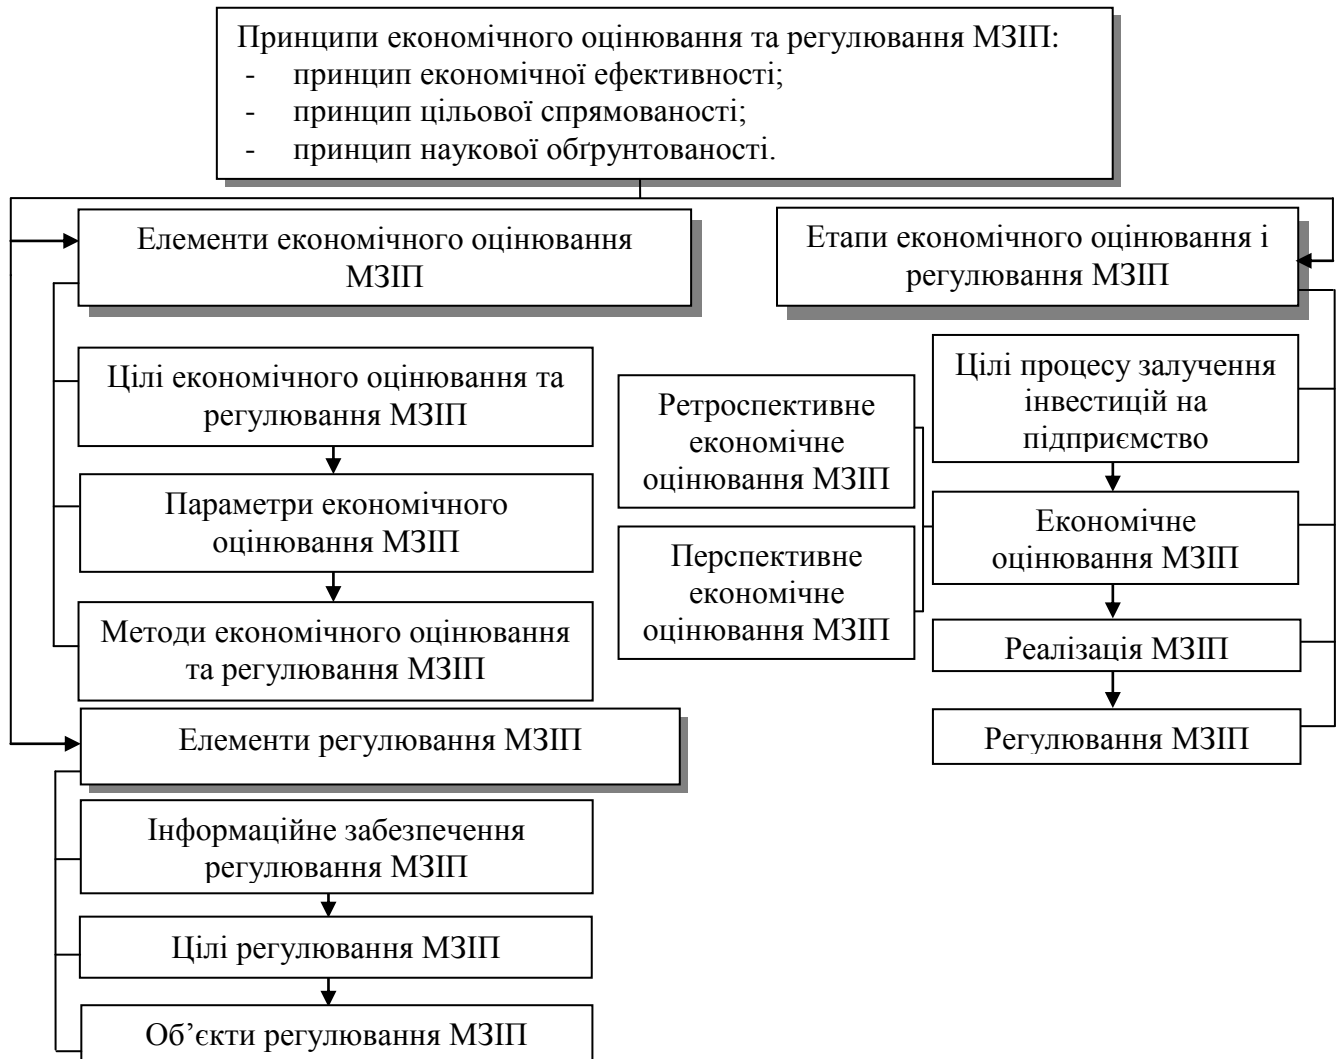 Принципи економічного оцінювання та регулювання МЗІП:
- принцип економічної ефективності;
- принцип цільової спрямованості;
- принцип наукової обґрунтованості.
Елементи економічного оцінювання
МЗІП
Цілі економічного оцінювання та
регулювання МЗІП
Параметри економічного
оцінювання МЗІП
Методи економічного оцінювання
та регулювання МЗІП
Елементи регулювання МЗІП
Інформаційне забезпечення
регулювання МЗІП
Цілі регулювання МЗІП
Об’єкти регулювання МЗІП
Етапи економічного оцінювання і
регулювання МЗІП
Цілі процесу залучення
інвестицій на
підприємство
Ретроспективне
економічне
оцінювання МЗІП
Перспективне
економічне
оцінювання МЗІП
Економічне
оцінювання МЗІП
Реалізація МЗІП
Регулювання МЗІП